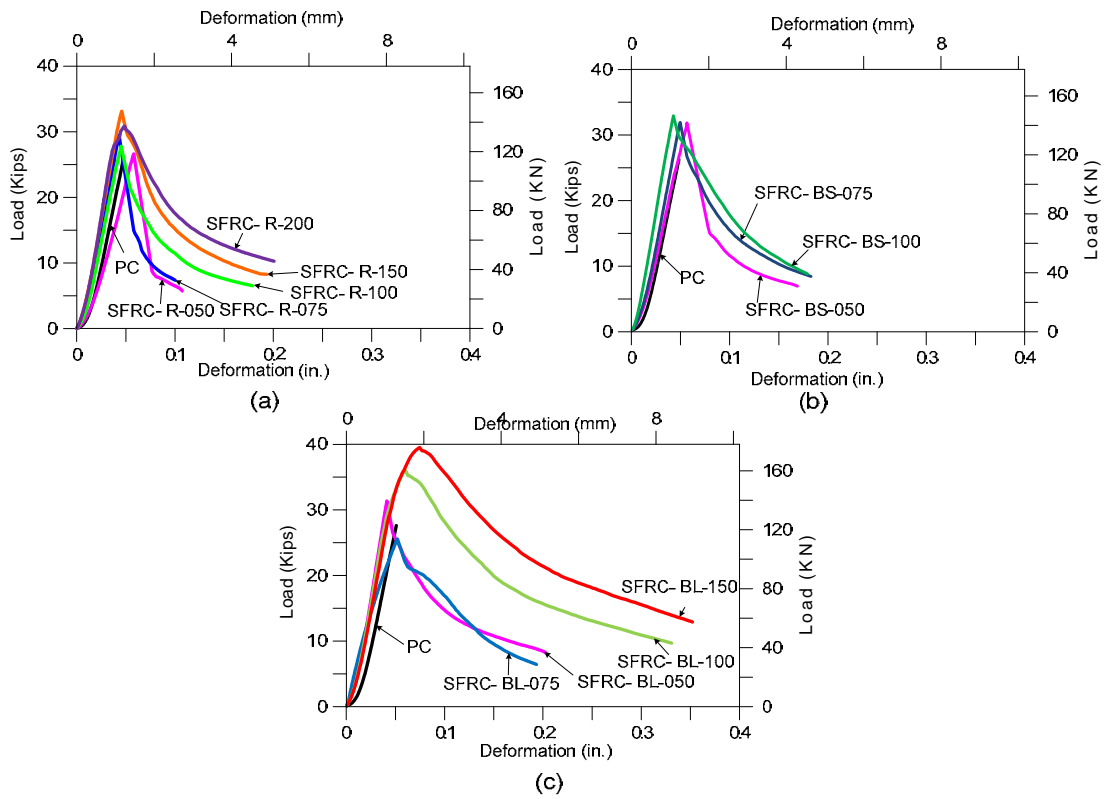 Deformation (mm)
0 2 4 6 8
40
30
20
10
0
Load (Kips)
160
120
80
40
0
Load (KN)
SFRC- R-200
PC
SFRC- R-150
SFRC- R-100
SFRC- R-050
SFRC- R-075
0 0.1 0.2 0.3 0.4
Deformation (in.)
(a)
Deformation (mm)
0 2 4 6 8
40
30
20
10
0
Load (Kips)
160
120
80
40
0
Load (KN)
SFRC- BS-075
SFRC- BS-100
PC
SFRC- BS-050
0 0.1 0.2 0.3 0.4
Deformation (in.)
(b)
Deformation (mm)
0 2 4 6 8
40
30
20
10
0
Load (Kips)
160
120
80
40
0
Load (KN)
SFRC- BL-150
PC
SFRC- BL-100
SFRC- BL-075
SFRC- BL-050
0 0.1 0.2 0.3 0.4
Deformation (in.)
(c)